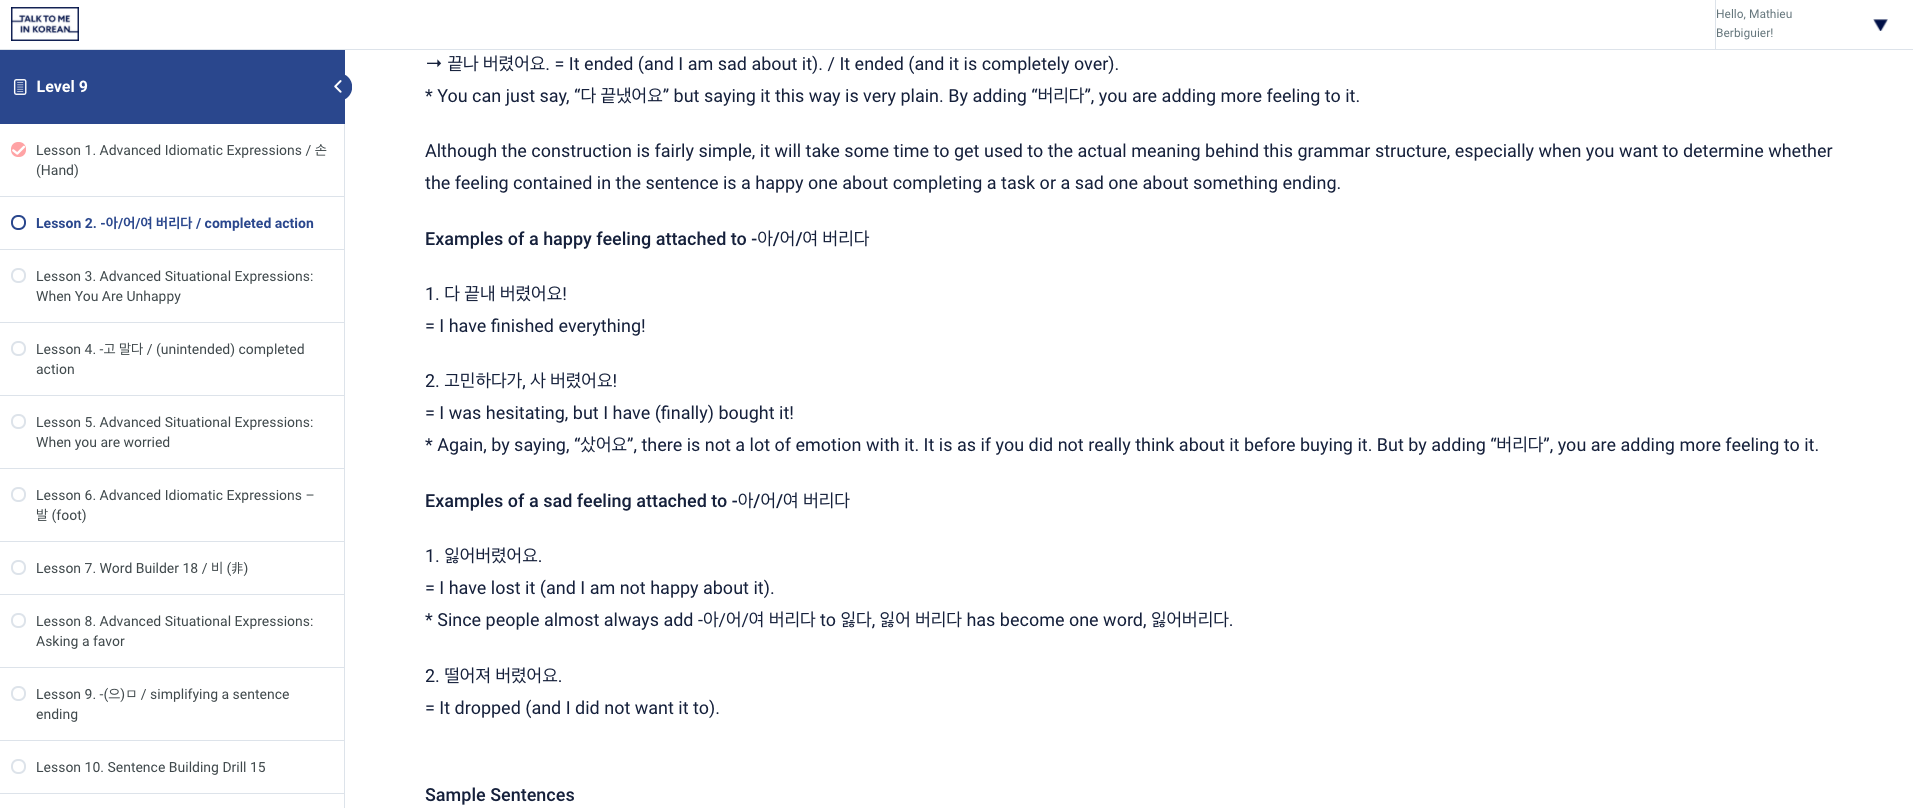 TALK TO ME
IN KOREAN
Hello, Mathieu
Berbiguier!
Level 9
Lesson 1. Advanced Idiomatic Expressions / 손
(Hand)
Lesson 2. -아/어/여 버리다 / completed action
Lesson 3. Advanced Situational Expressions:
When You Are Unhappy
Lesson 4. -고 말다 / (unintended) completed
action
Lesson 5. Advanced Situational Expressions:
When you are worried
Lesson 6. Advanced Idiomatic Expressions –
발 (foot)
Lesson 7. Word Builder 18 / 비 (非)
Lesson 8. Advanced Situational Expressions:
Asking a favor
Lesson 9. -(으)ㅁ / simplifying a sentence
ending
Lesson 10. Sentence Building Drill 15
→ 끝나 버렸어요. = It ended (and I am sad about it). / It ended (and it is completely over).
* You can just say, “다 끝냈어요” but saying it this way is very plain. By adding “버리다”, you are adding more feeling to it.
Although the construction is fairly simple, it will take some time to get used to the actual meaning behind this grammar structure, especially when you want to determine whether
the feeling contained in the sentence is a happy one about completing a task or a sad one about something ending.
Examples of a happy feeling attached to -아/어/여 버리다
1. 다 끝내 버렸어요!
= I have finished everything!
2. 고민하다가, 사 버렸어요!
= I was hesitating, but I have (finally) bought it!
* Again, by saying, “샀어요”, there is not a lot of emotion with it. It is as if you did not really think about it before buying it. But by adding “버리다”, you are adding more feeling to it.
Examples of a sad feeling attached to -아/어/여 버리다
1. 잃어버렸어요.
= I have lost it (and I am not happy about it).
* Since people almost always add -아/어/여 버리다 to 잃다, 잃어 버리다 has become one word, 잃어버리다.
2. 떨어져 버렸어요.
= It dropped (and I did not want it to).
Sample Sentences